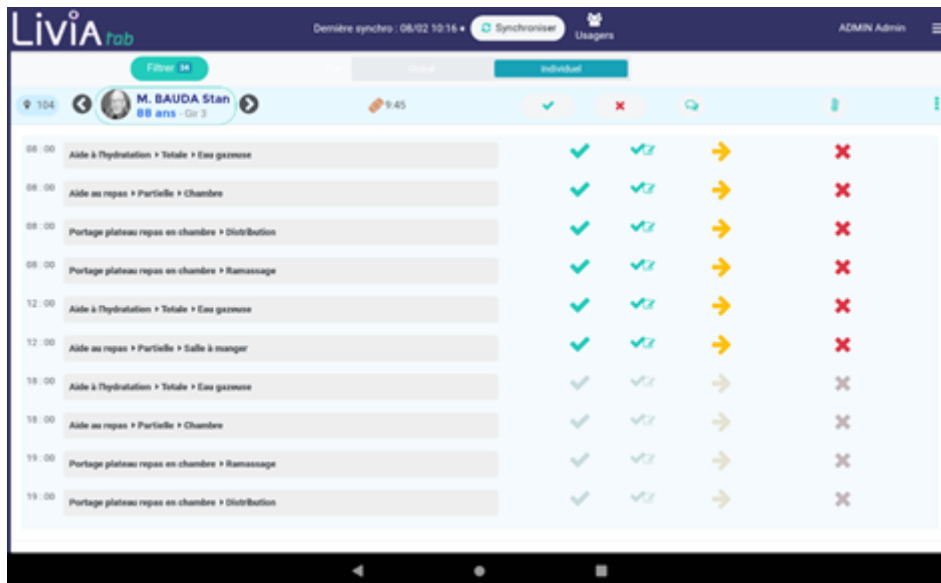 LiViA tab
Dernière synchro : 08/02 10:16 • Synchroniser
Usagers
ADMIN Admin
Filtrer 34
Individuel
104
M. BAUDA Stan
88 ans - Gir 3
9:45
08 : 00 Aide à l'hydratation > Totale > Eau gazeuse
08 : 00 Aide au repas > Partielle > Chambre
08 : 00 Portage plateau repas en chambre > Distribution
08 : 00 Portage plateau repas en chambre > Ramassage
12 : 00 Aide à l'hydratation > Totale > Eau gazeuse
12 : 00 Aide au repas > Partielle > Salle à manger
18 : 00 Aide à l'hydratation > Totale > Eau gazeuse
18 : 00 Aide au repas > Partielle > Chambre
19 : 00 Portage plateau repas en chambre > Ramassage
19 : 00 Portage plateau repas en chambre > Distribution